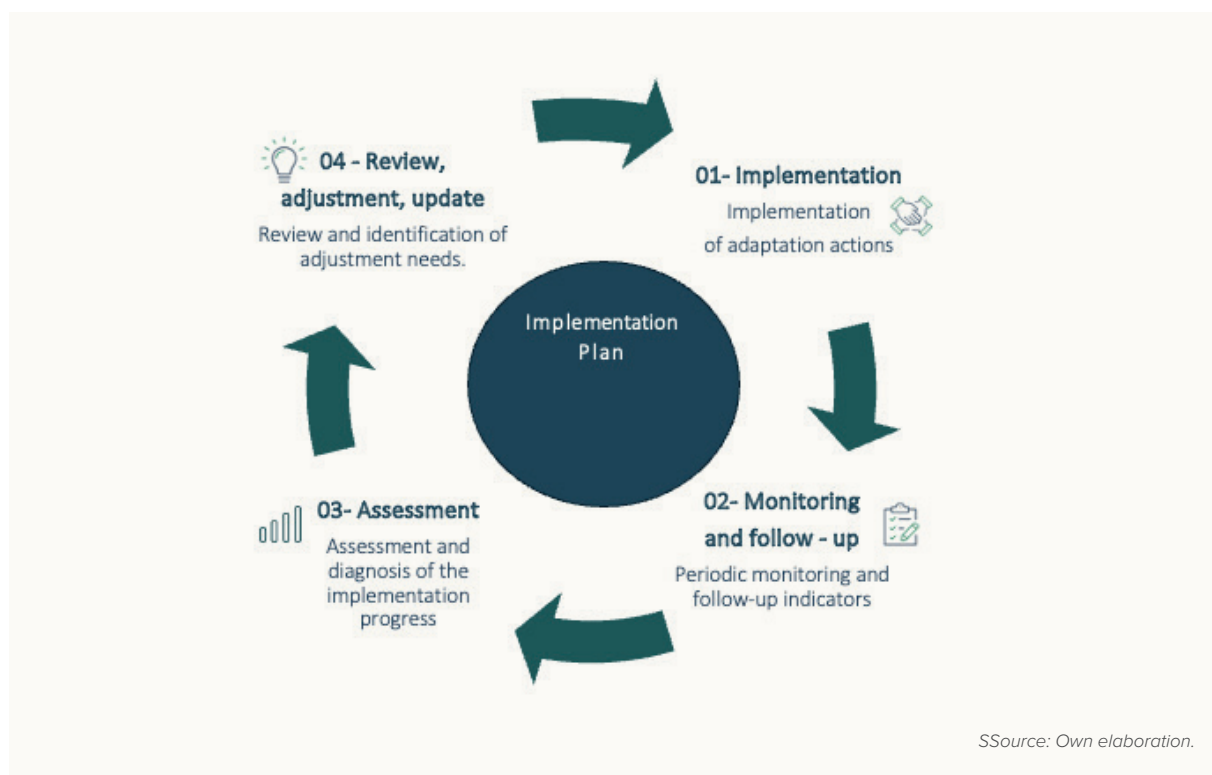 04 - Review,
adjustment, update
Review and identification of
adjustment needs.
01- Implementation
Implementation
of adaptation actions
Implementation
Plan
03- Assessment
Assessment and
diagnosis of the
implementation
progress
02- Monitoring
and follow - up
Periodic monitoring and
follow-up indicators
SSource: Own elaboration.